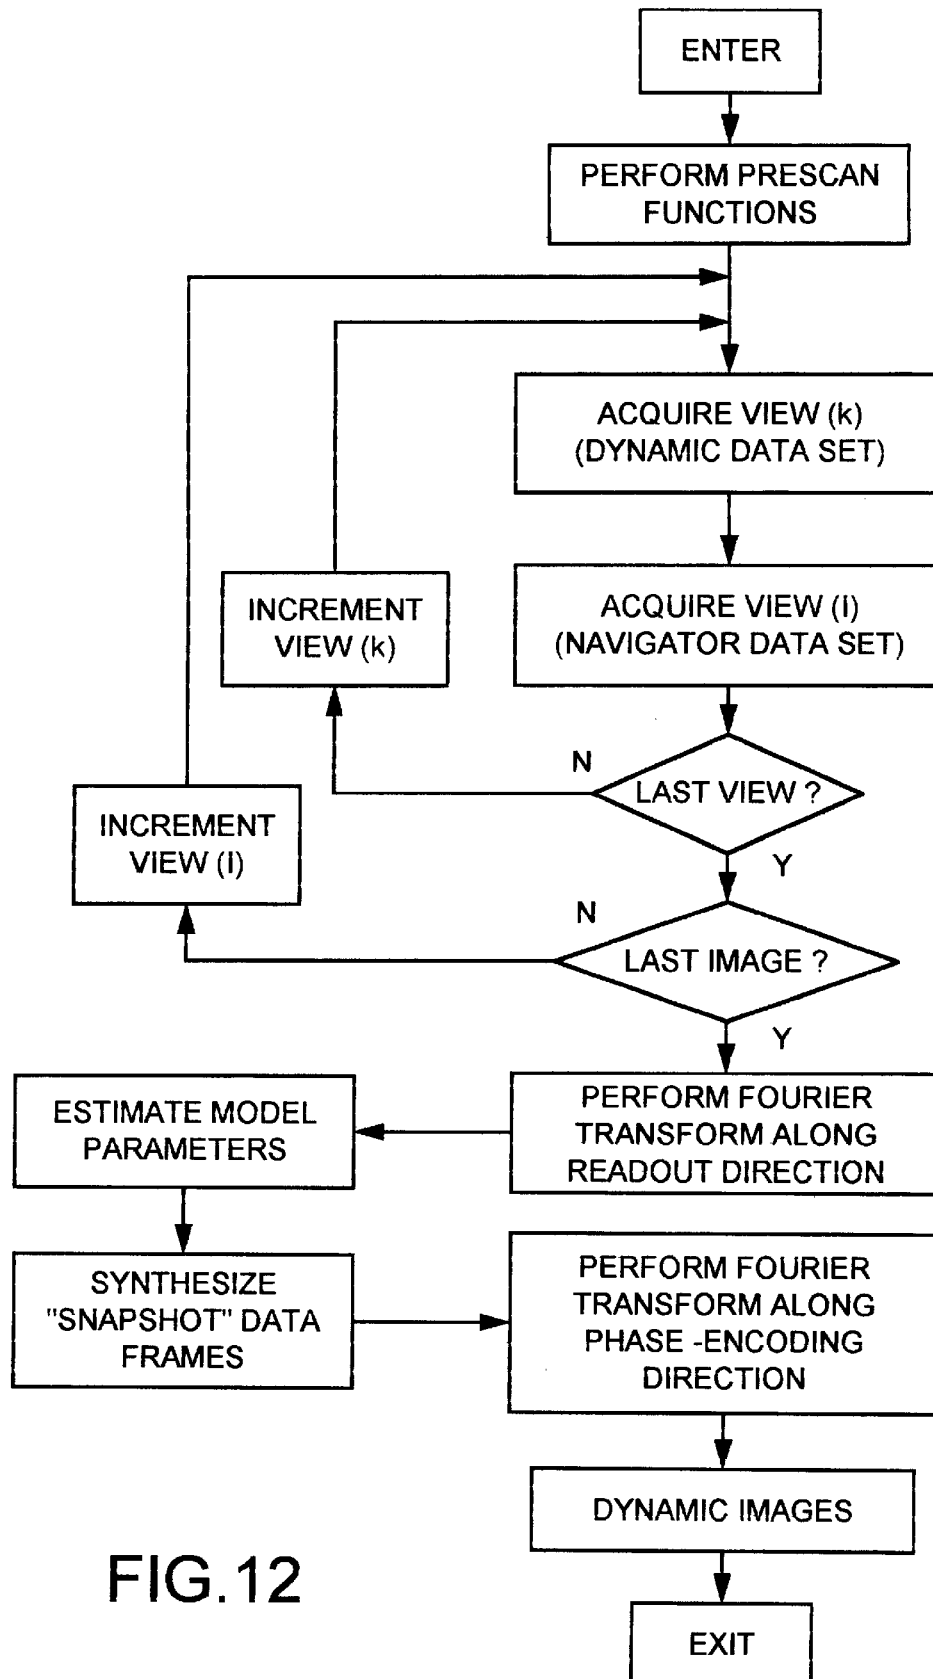 ENTER
PERFORM PRESCAN
FUNCTIONS
ACQUIRE VIEW (k)
(DYNAMIC DATA SET)
ACQUIRE VIEW (l)
(NAVIGATOR DATA SET)
INCREMENT
VIEW (k)
N
LAST VIEW ?
Y
INCREMENT
VIEW (l)
N
LAST IMAGE ?
Y
PERFORM FOURIER
TRANSFORM ALONG
READOUT DIRECTION
ESTIMATE MODEL
PARAMETERS
SYNTHESIZE
"SNAPSHOT" DATA
FRAMES
PERFORM FOURIER
TRANSFORM ALONG
PHASE -ENCODING
DIRECTION
DYNAMIC IMAGES
EXIT
FIG.12